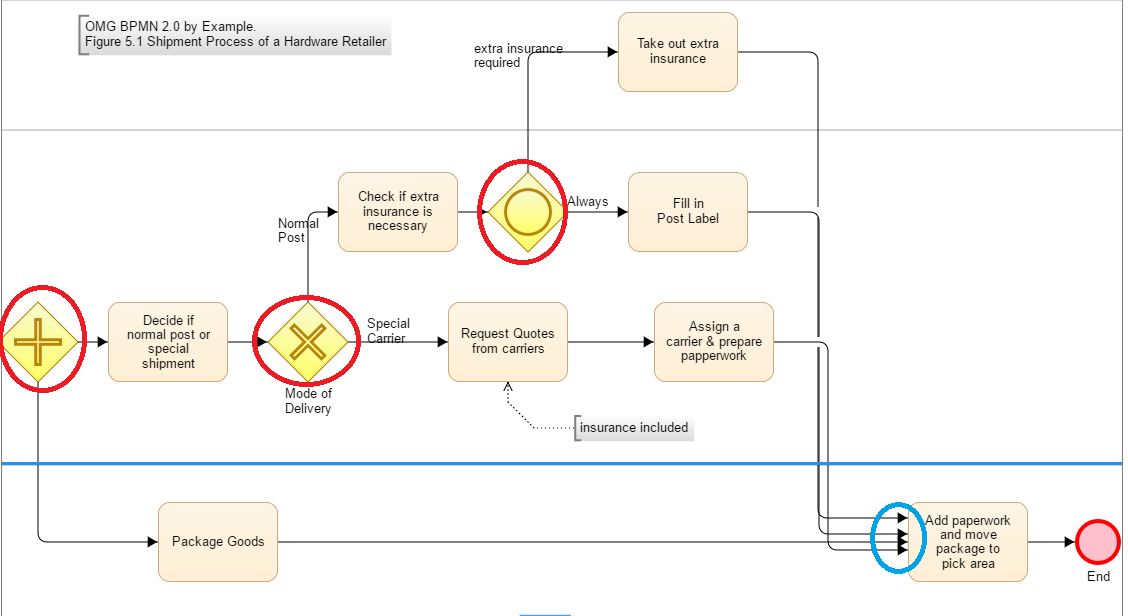 OMG BPMN 2.0 by Example.
Figure 5.1 Shipment Process of a Hardware Retailer
extra insurance
required
Take out extra
insurance
Normal
Post
Check if extra
insurance is
necessary
Always
Fill in
Post Label
Decide if
normal post or
special
shipment
Mode of
Delivery
Special
Carrier
Request Quotes
from carriers
Assign a
carrier & prepare
papperwork
insurance included
Package Goods
Add paperwork
and move
package to
pick area
End